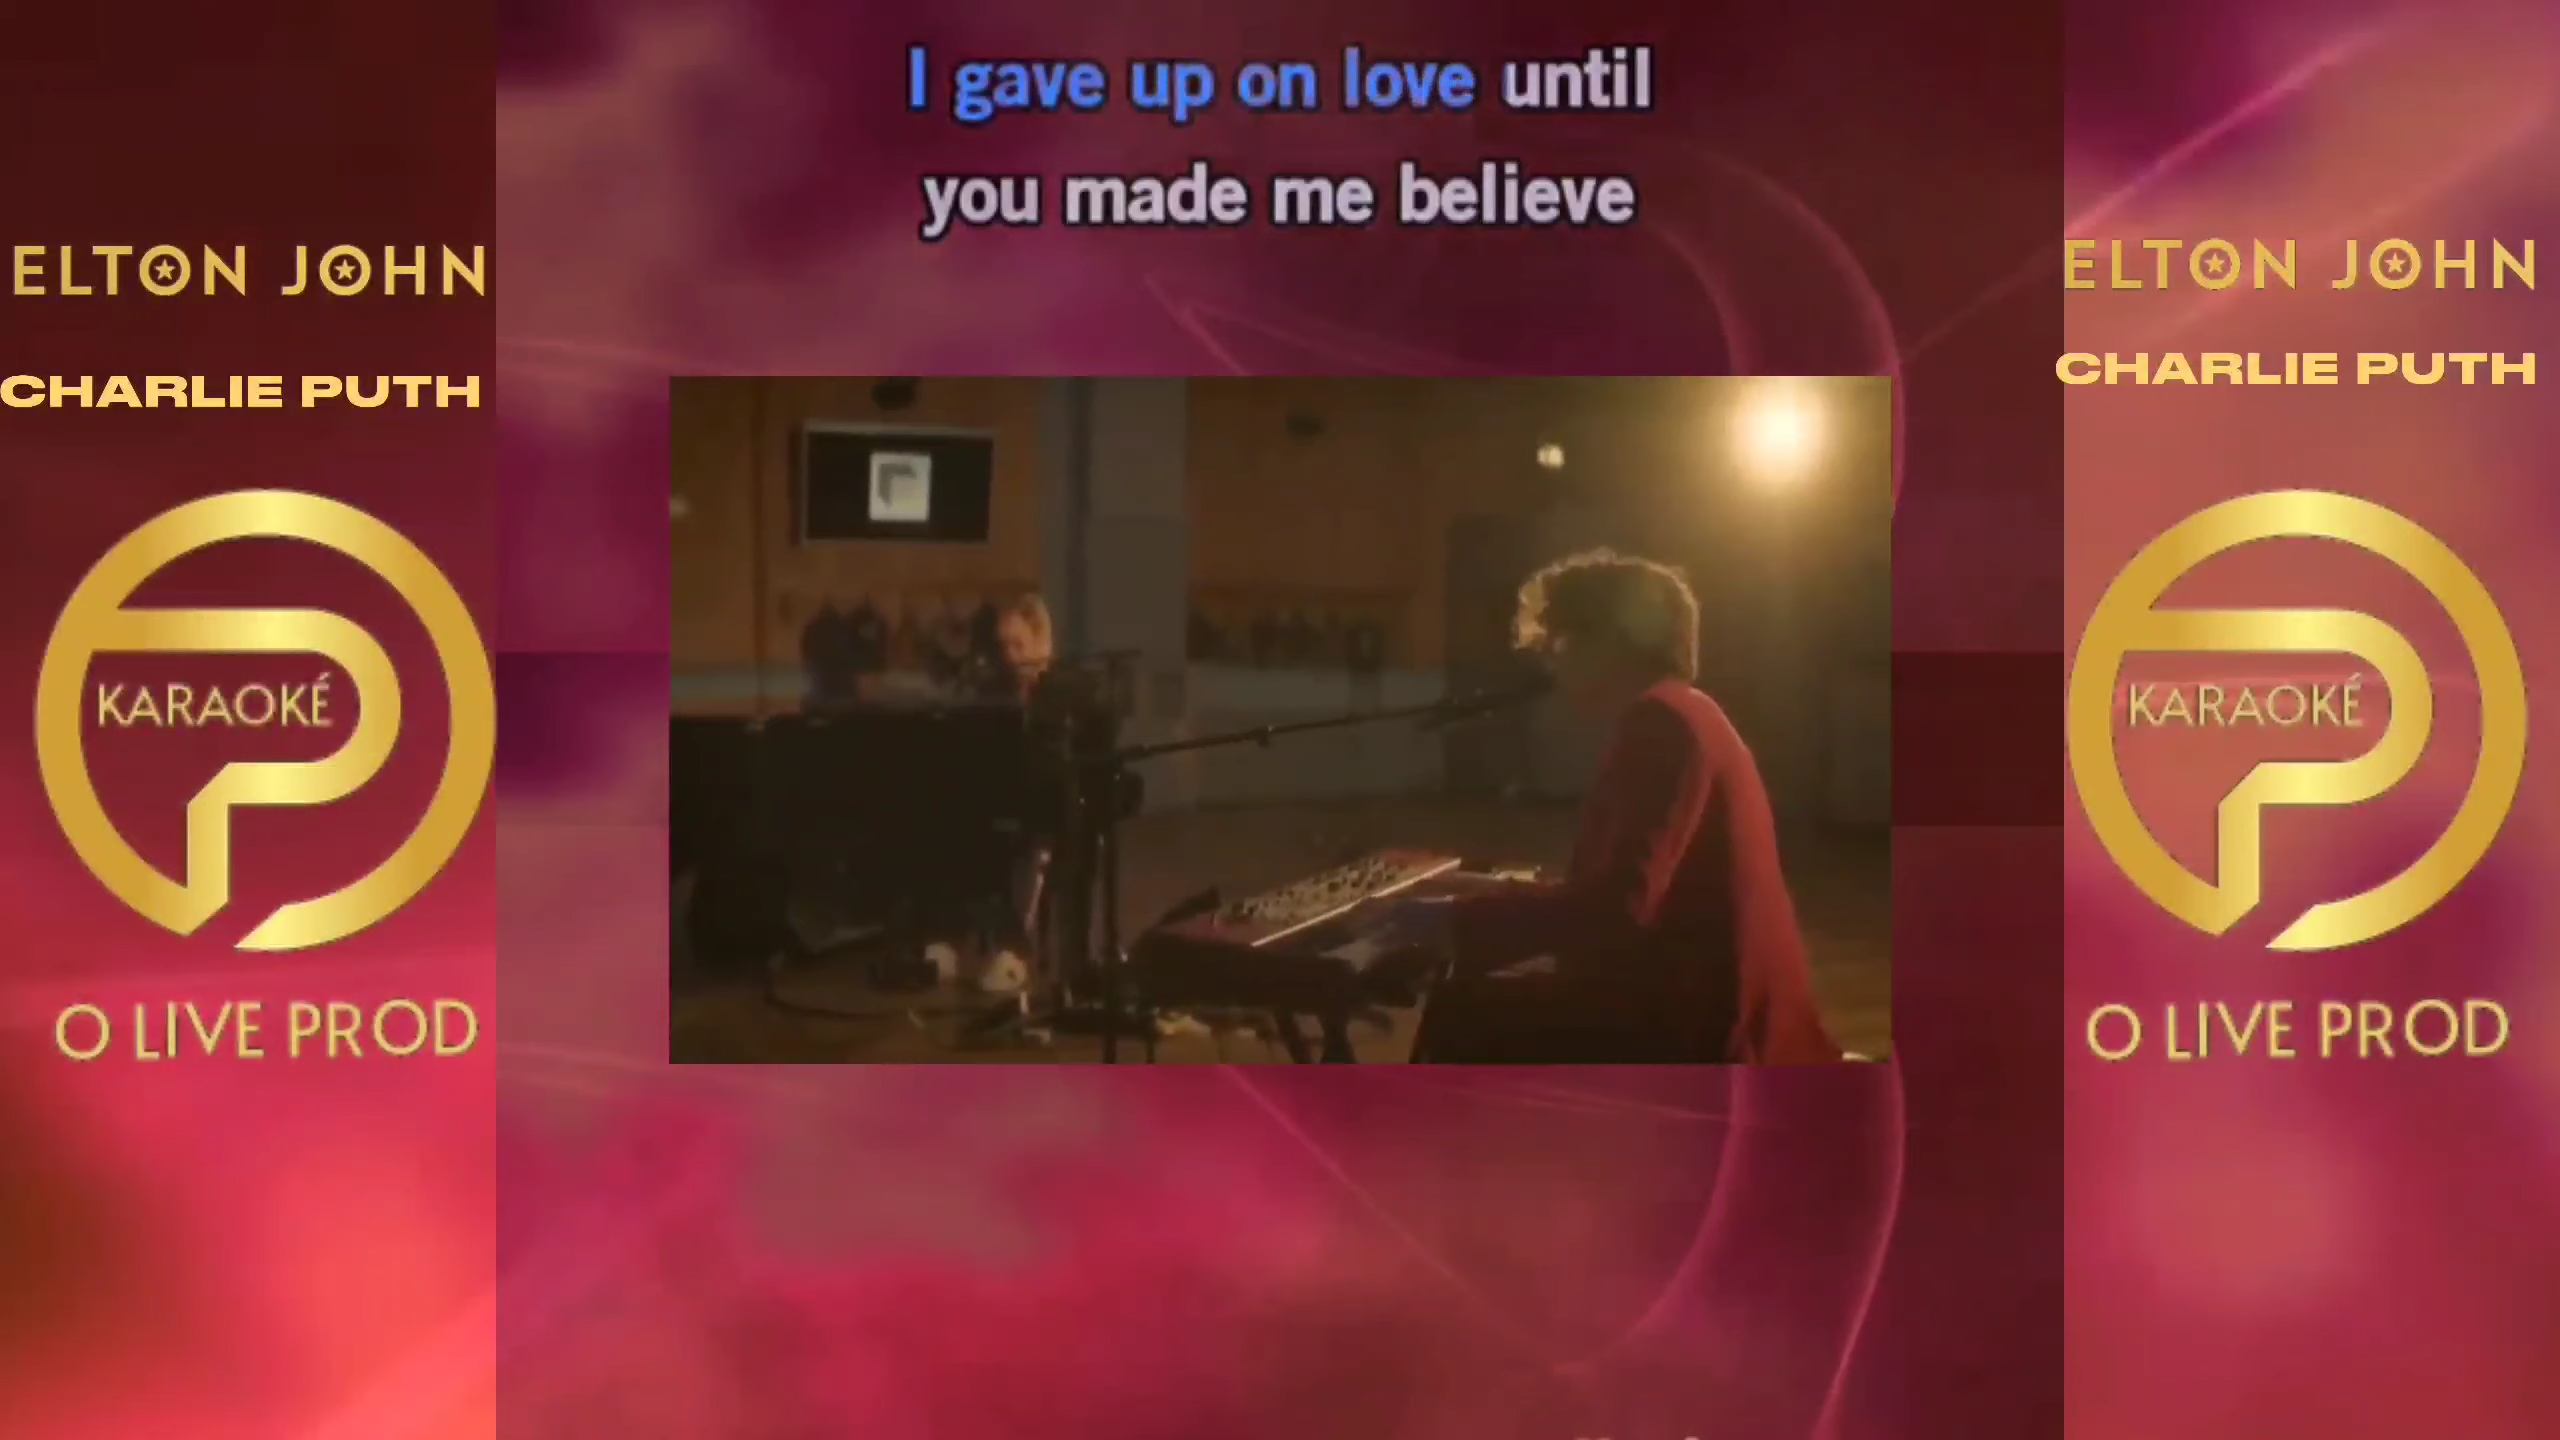 I gave up on love until
you made me believe
ELTON JOHN
CHARLIE PUTH
KARAOKÉ
O LIVE PROD
ELTON JOHN
CHARLIE PUTH
KARAOKÉ
O LIVE PROD